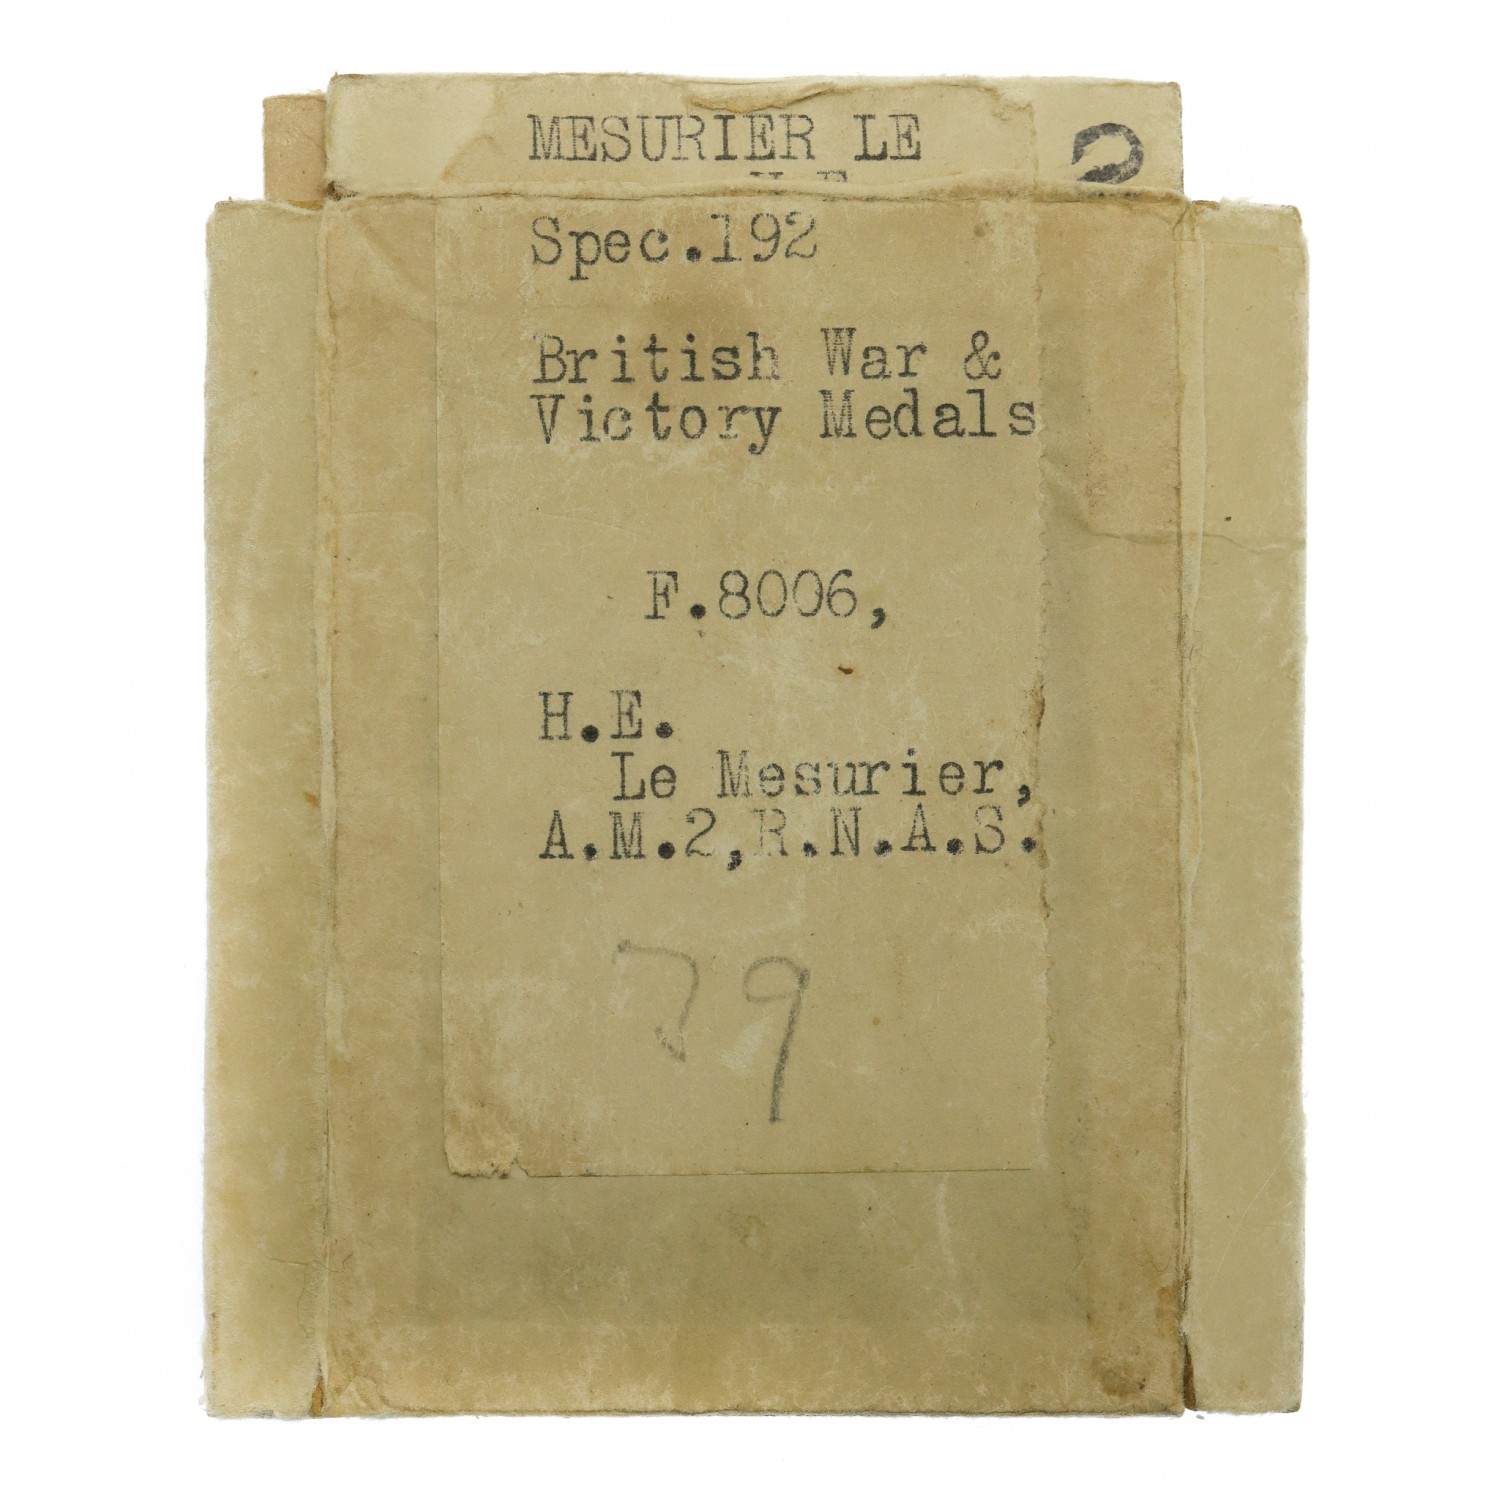 MESURIER LE
Spec.192
British War &
Victory Medals
F.8006,
H.E.
Le Mesurier,
A.M.2,R.N.A.S.
79